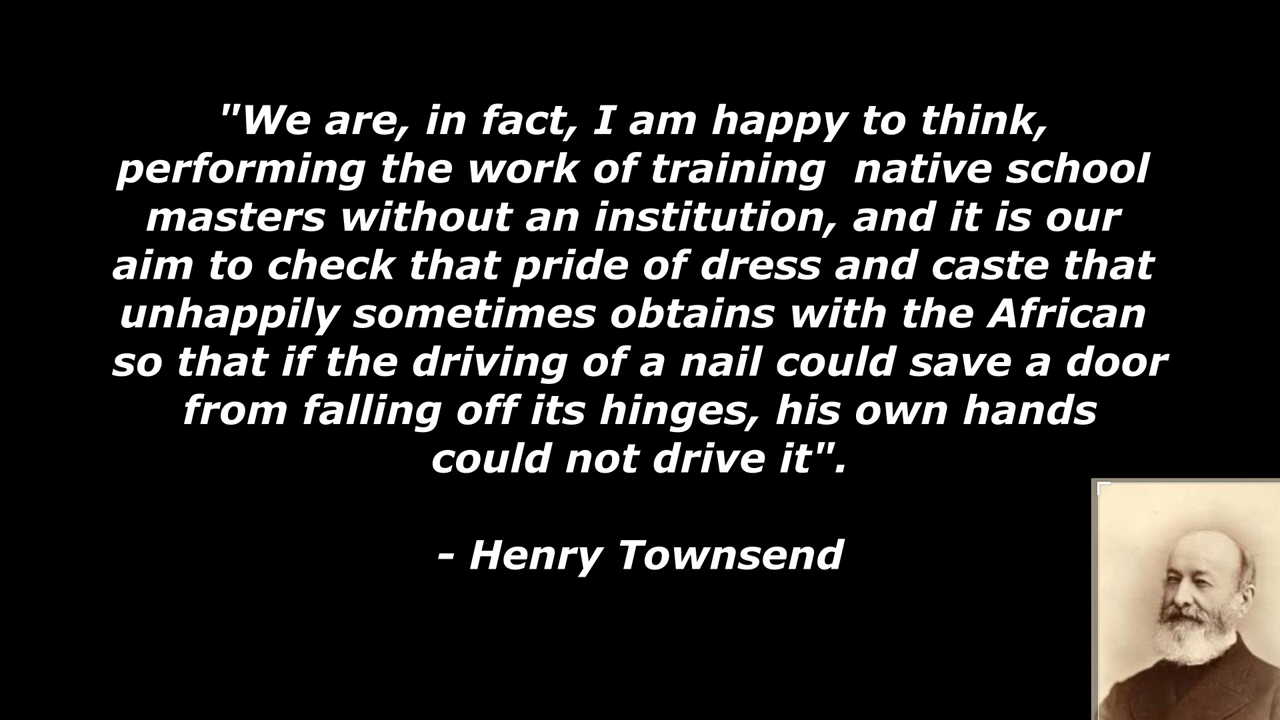 "We are, in fact, I am happy to think,
performing the work of training  native school
masters without an institution, and it is our
aim to check that pride of dress and caste that
unhappily sometimes obtains with the African
so that if the driving of a nail could save a door
from falling off its hinges, his own hands
could not drive it".
- Henry Townsend